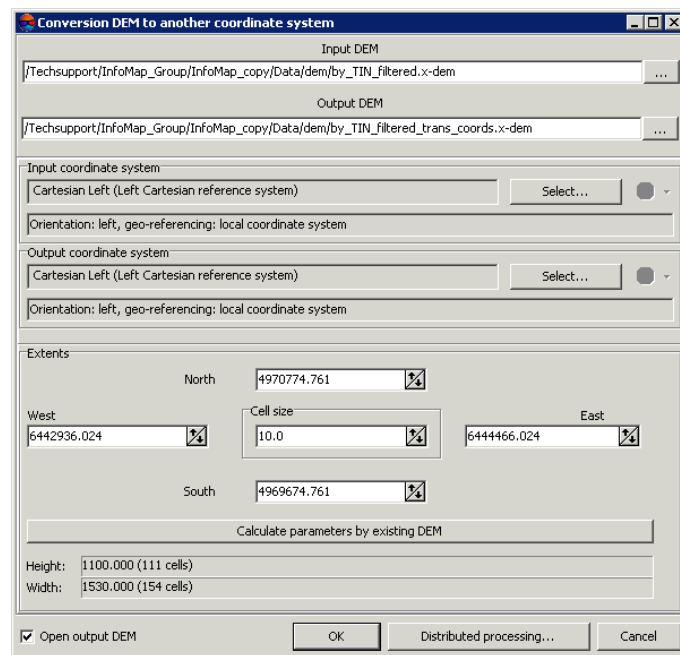 Conversion DEM to another coordinate system
Input DEM
/Techsupport/InfoMap_Group/InfoMap_copy/Data/dem/by_TIN_filtered.x-dem
...
Output DEM
/Techsupport/InfoMap_Group/InfoMap_copy/Data/dem/by_TIN_filtered_trans_coords.x-dem
...
Input coordinate system
Cartesian Left (Left Cartesian reference system)
Select...
Orientation: left, geo-referencing: local coordinate system
Output coordinate system
Cartesian Left (Left Cartesian reference system)
Select...
Orientation: left, geo-referencing: local coordinate system
Extents
North
4970774.761
West
6442936.024
Cell size
10.0
East
6444466.024
South
4969674.761
Calculate parameters by existing DEM
Height: 1100.000 (111 cells)
Width: 1530.000 (154 cells)
Open output DEM
OK
Distributed processing...
Cancel